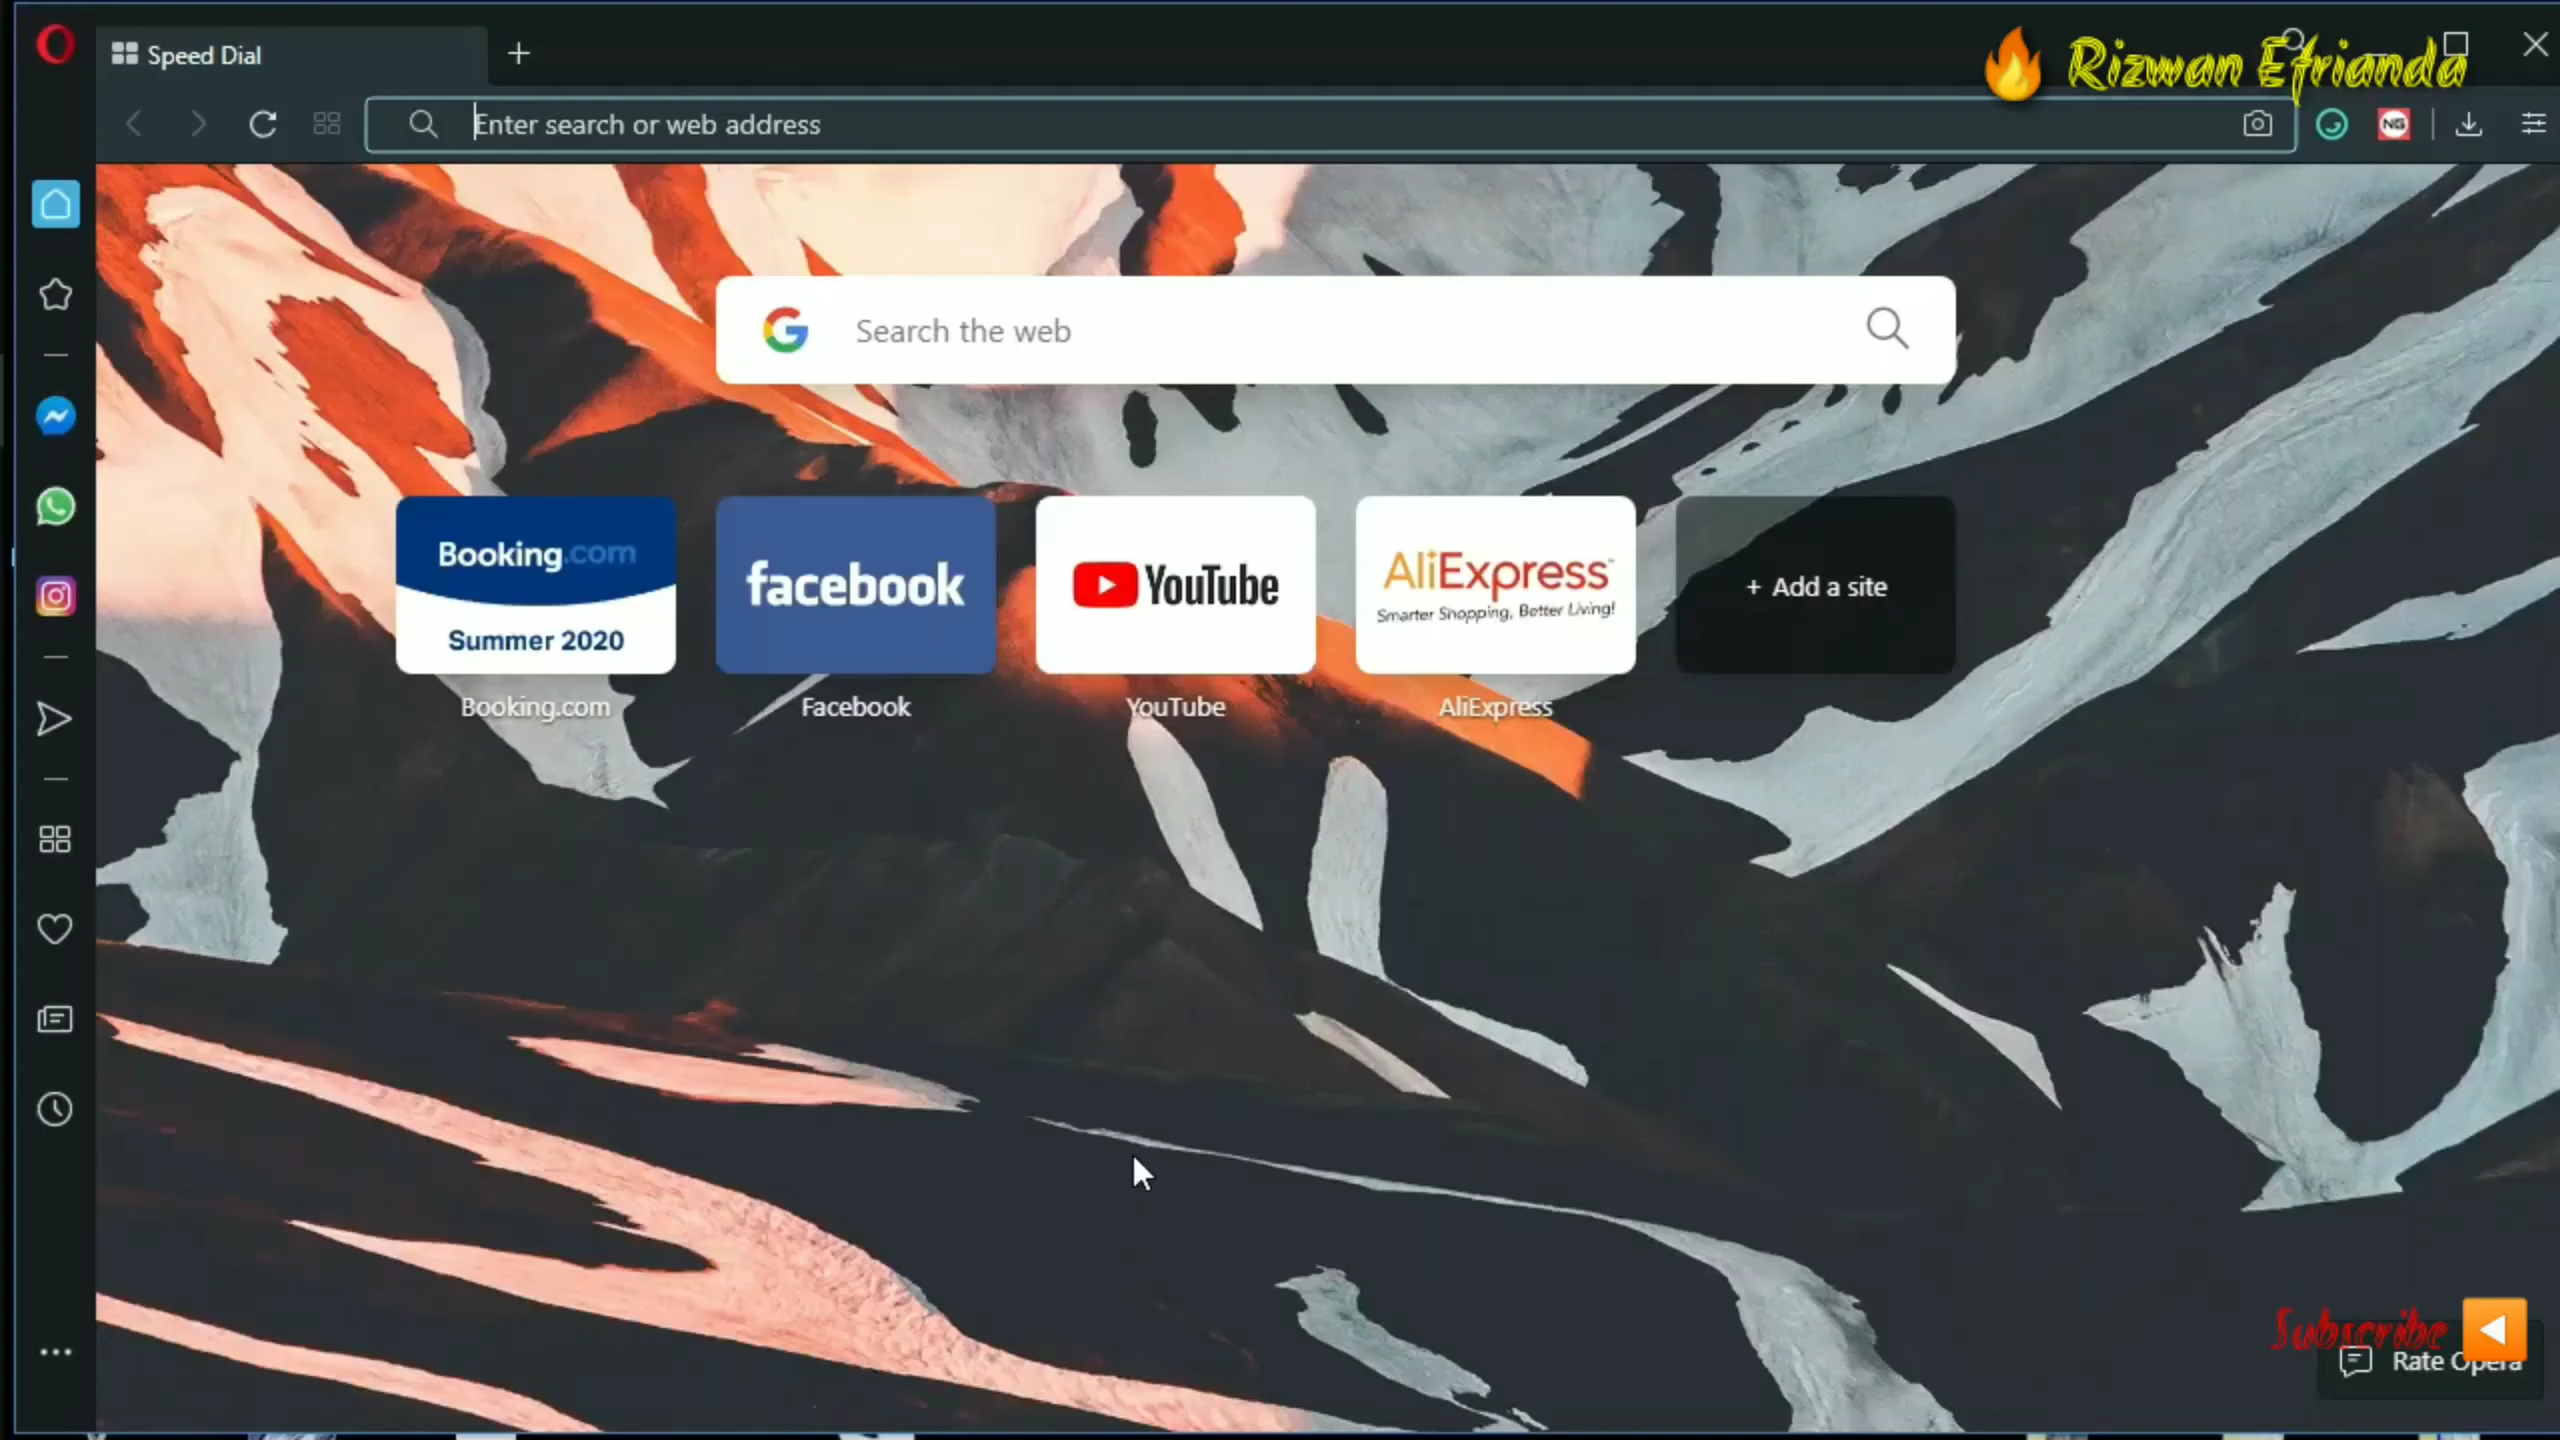 Speed Dial
Rizwan Efrianda
Enter search or web address
NG
Search the web
Booking.com
Summer 2020
facebook
YouTube
AliExpress
Smarter Shopping, Better Living!
+ Add a site
Booking.com
Facebook
YouTube
AliExpress
Subscribe
Rate Opera